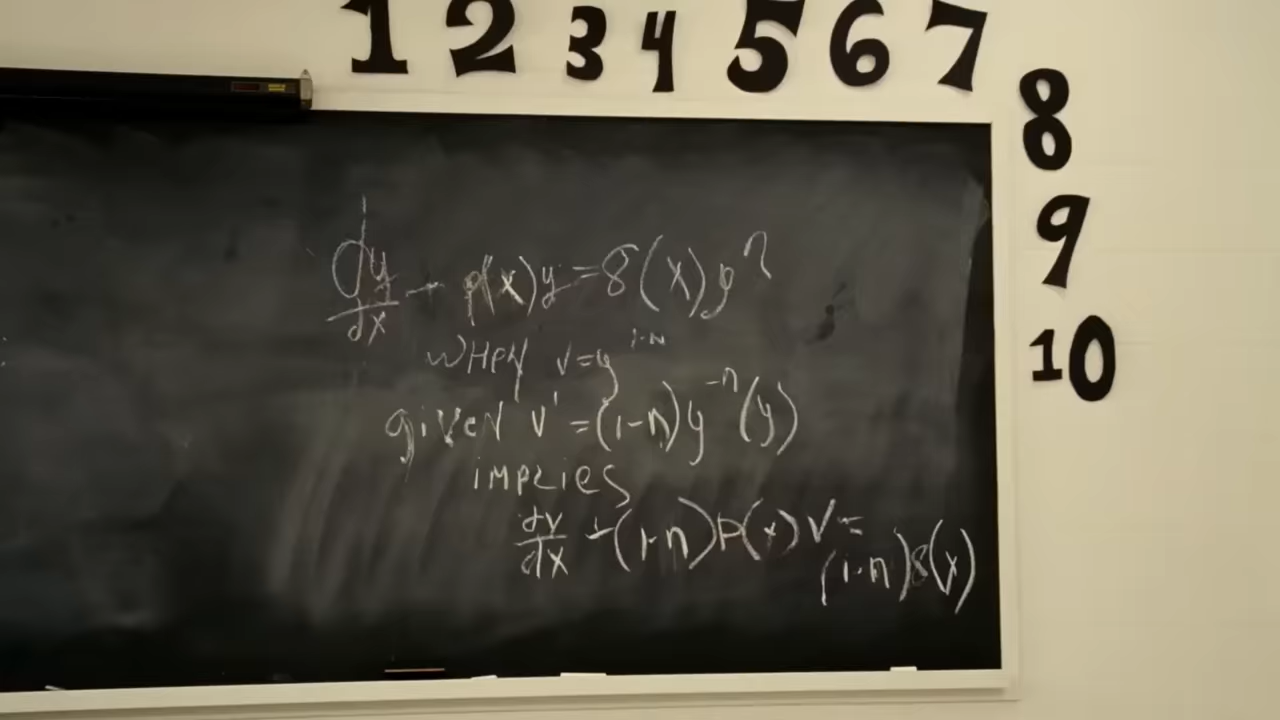 1 2 3 4 5 6 7
8
9
10
dy/dx + p(x)y = 8(x)y^n
WHEN v=y^1-n
given v' = (1-n)y^-n(y)
implies
dv/dx + (1-n)P(x)V =
(1-n)8(x)